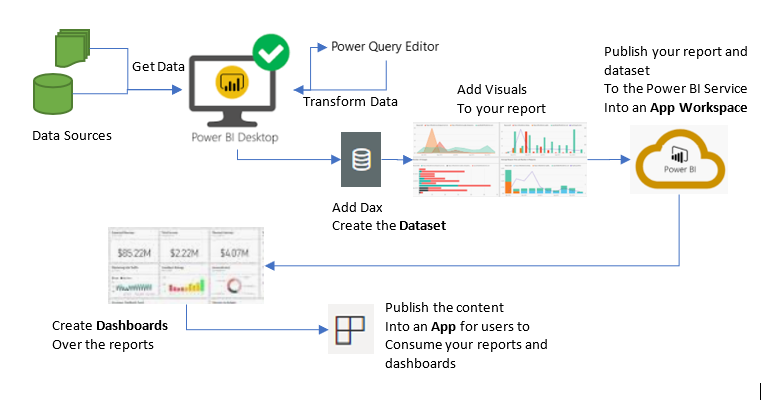 Data Sources
Get Data
Power BI Desktop
Power Query Editor
Transform Data
Add Dax
Create the Dataset
Add Visuals
To your report
Publish your report and
dataset
To the Power BI Service
Into an App Workspace
Power BI
$85.22M
$2.22M
$4.07M
Create Dashboards
Over the reports
Publish the content
Into an App for users to
Consume your reports and
dashboards